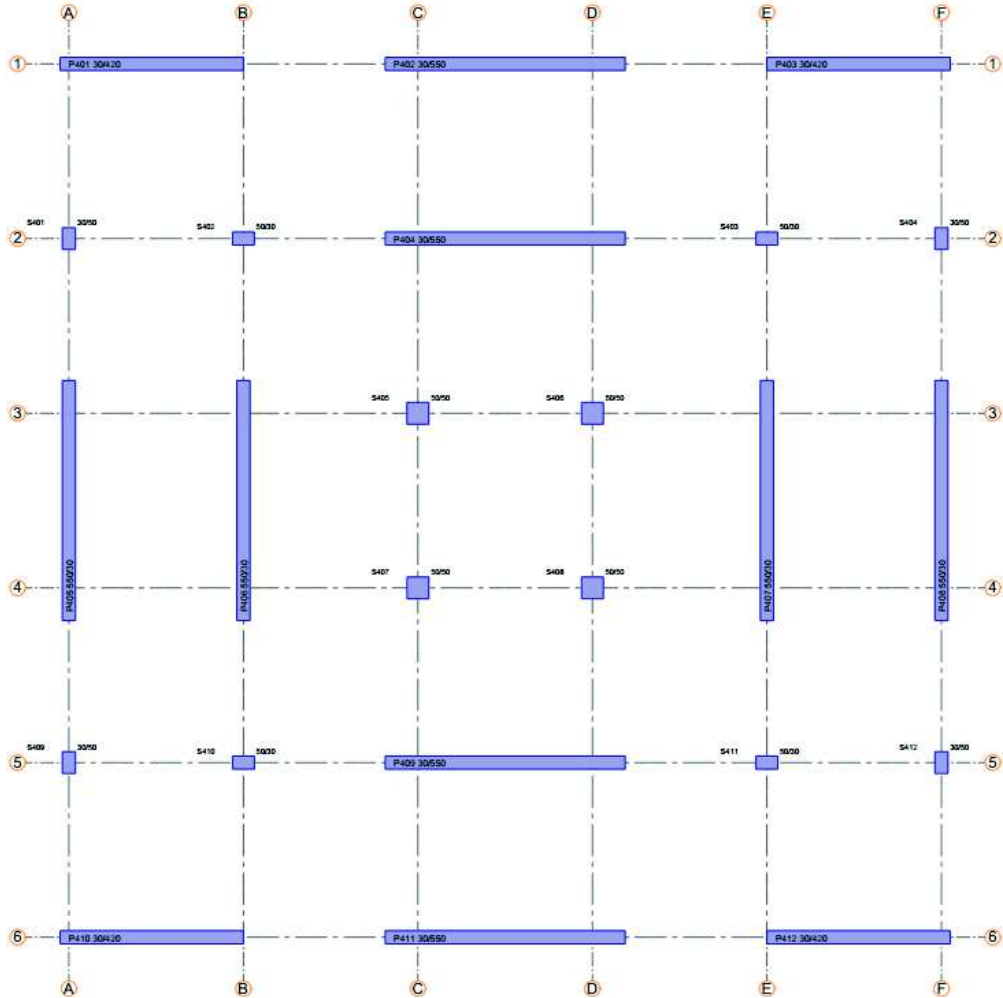 A B C D E F
1 P401 30/420 P402 30/550 P403 30/420 1
S401 30/50 S402 50/30 S403 50/30 S404 30/50
2 P404 30/550 2
S405 50/50 S406 50/50
3 3
S407 50/50 S408 50/50
4 P405 550/30 P406 550/30 P407 550/30 P408 550/30 4
S409 30/50 S410 50/30 S411 50/30 S412 30/50
5 P409 30/550 5
6 P410 30/420 P411 30/550 P412 30/420 6
A B C D E F